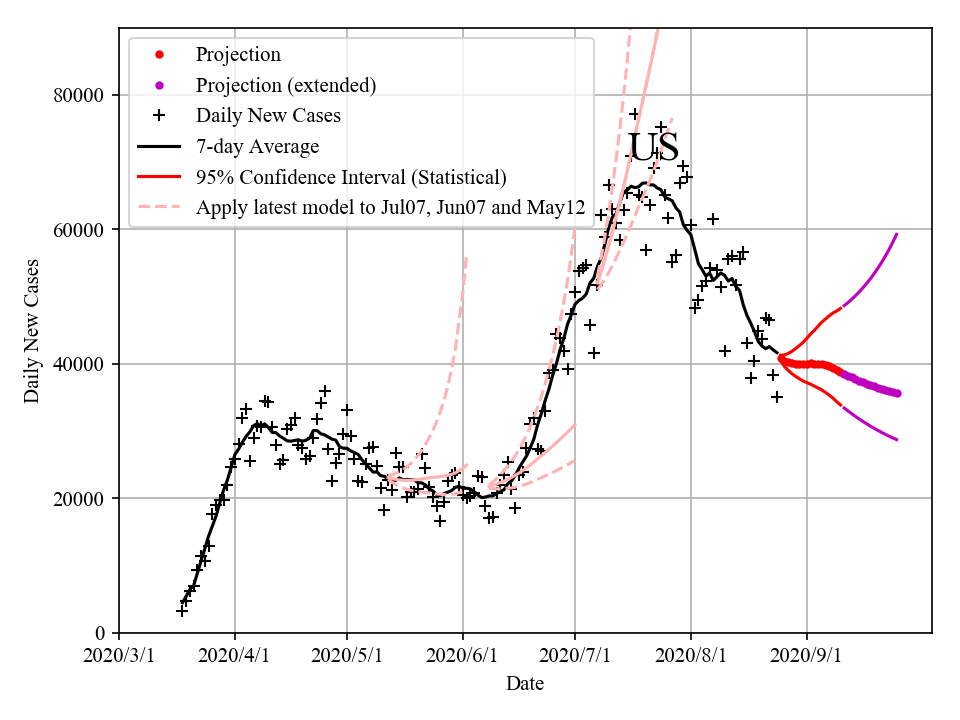 Projection
Projection (extended)
Daily New Cases
7-day Average
95% Confidence Interval (Statistical)
Apply latest model to Jul07, Jun07 and May12
US
80000
60000
40000
20000
0
Daily New Cases
2020/3/1 2020/4/1 2020/5/1 2020/6/1 2020/7/1 2020/8/1 2020/9/1
Date